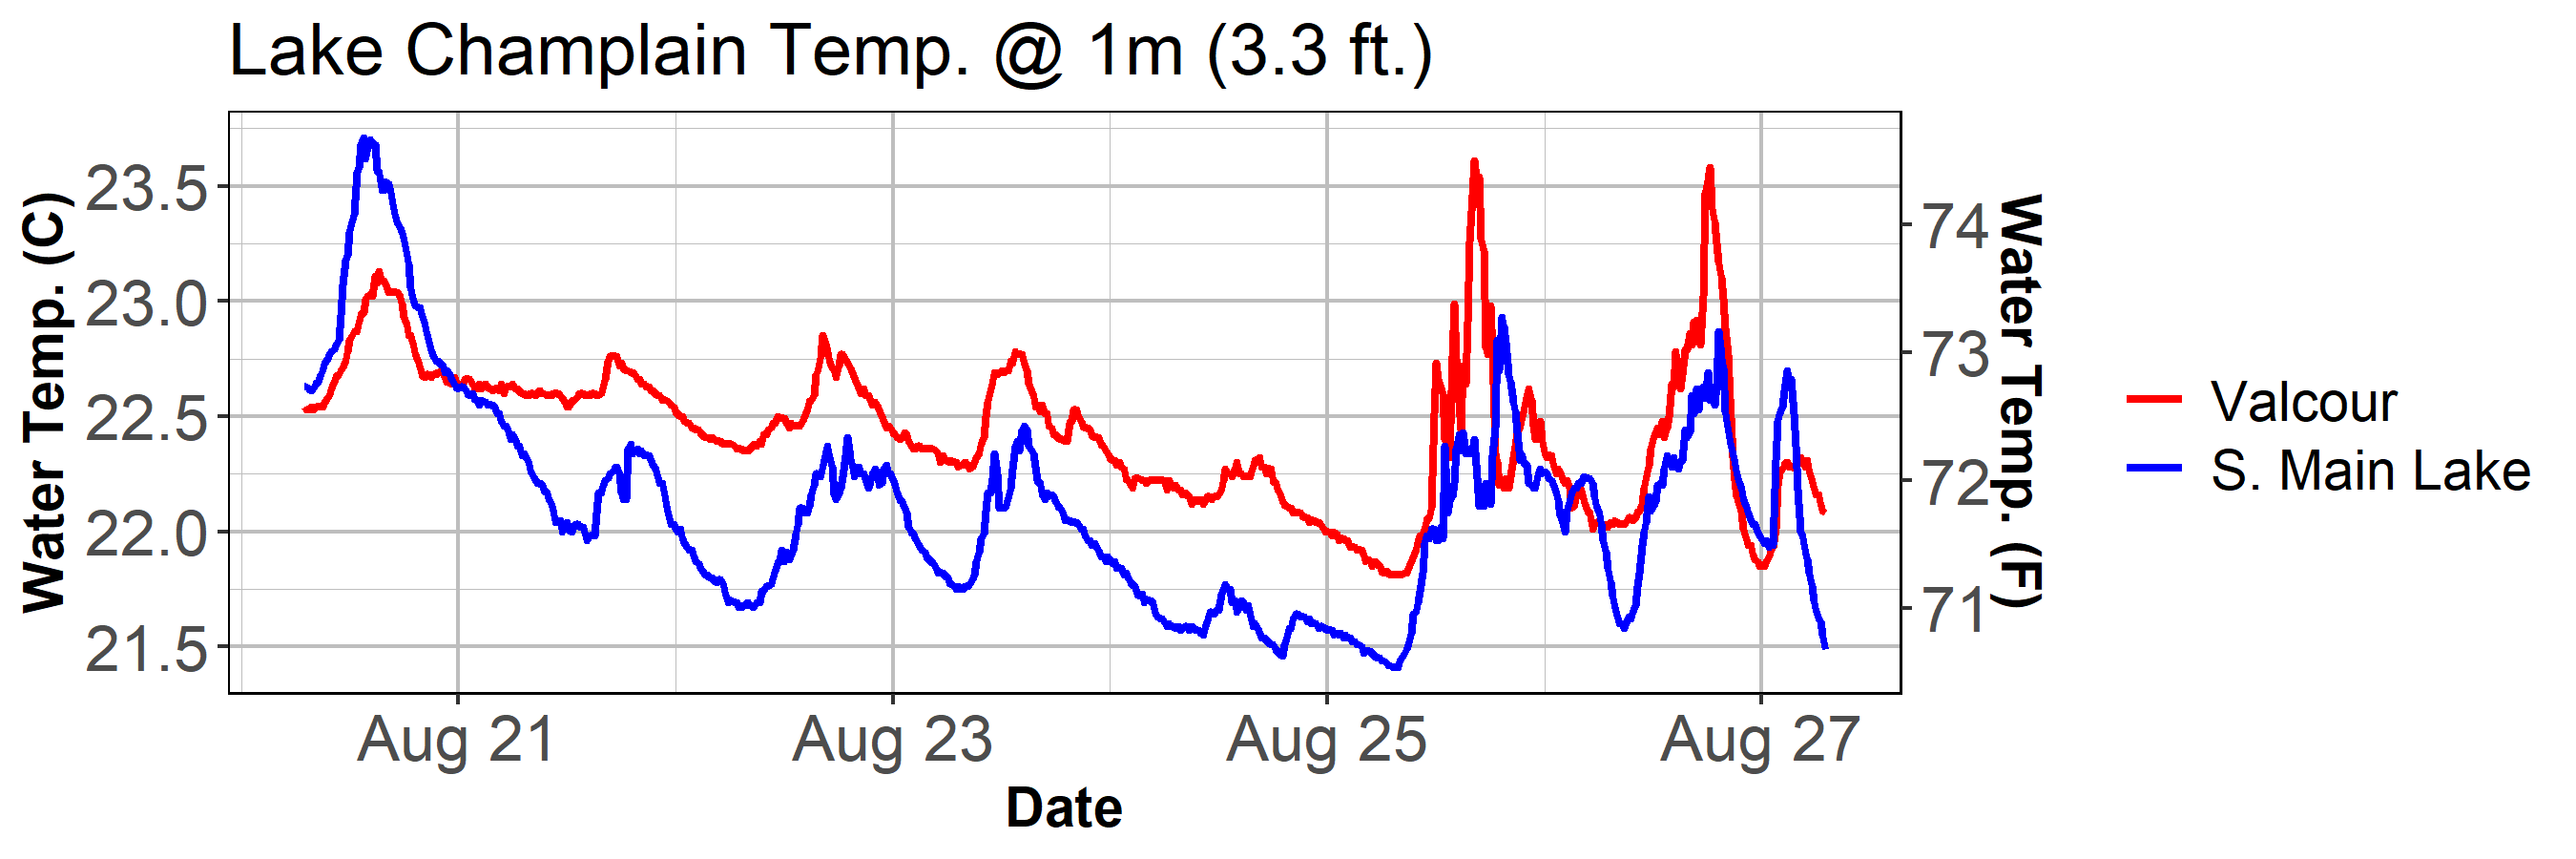 Lake Champlain Temp. @ 1m (3.3 ft.)
Water Temp. (C)
23.5
23.0
22.5
22.0
21.5
74
73
72
71
Water Temp. (F)
Aug 21
Aug 23
Aug 25
Aug 27
Date
Valcour
S. Main Lake